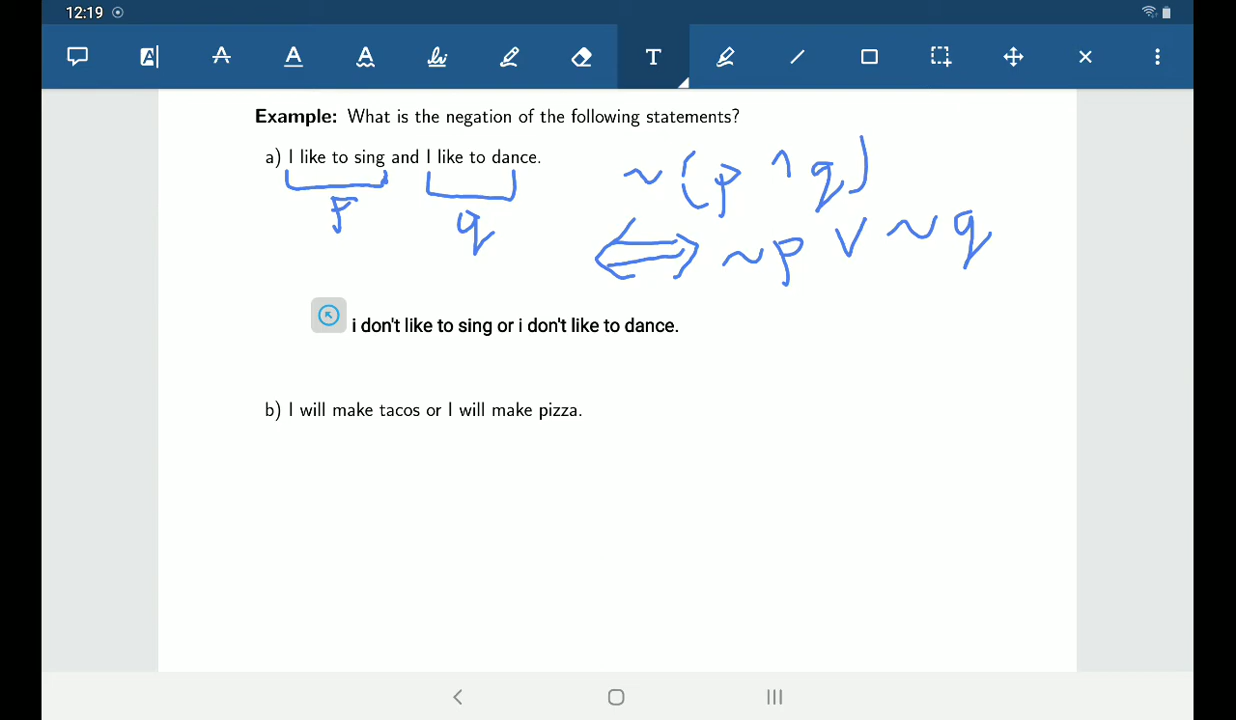 12:19
Example: What is the negation of the following statements?
a) I like to sing and I like to dance.
~(p ^ q)
p q
~p V ~q
i don't like to sing or i don't like to dance.
b) I will make tacos or I will make pizza.